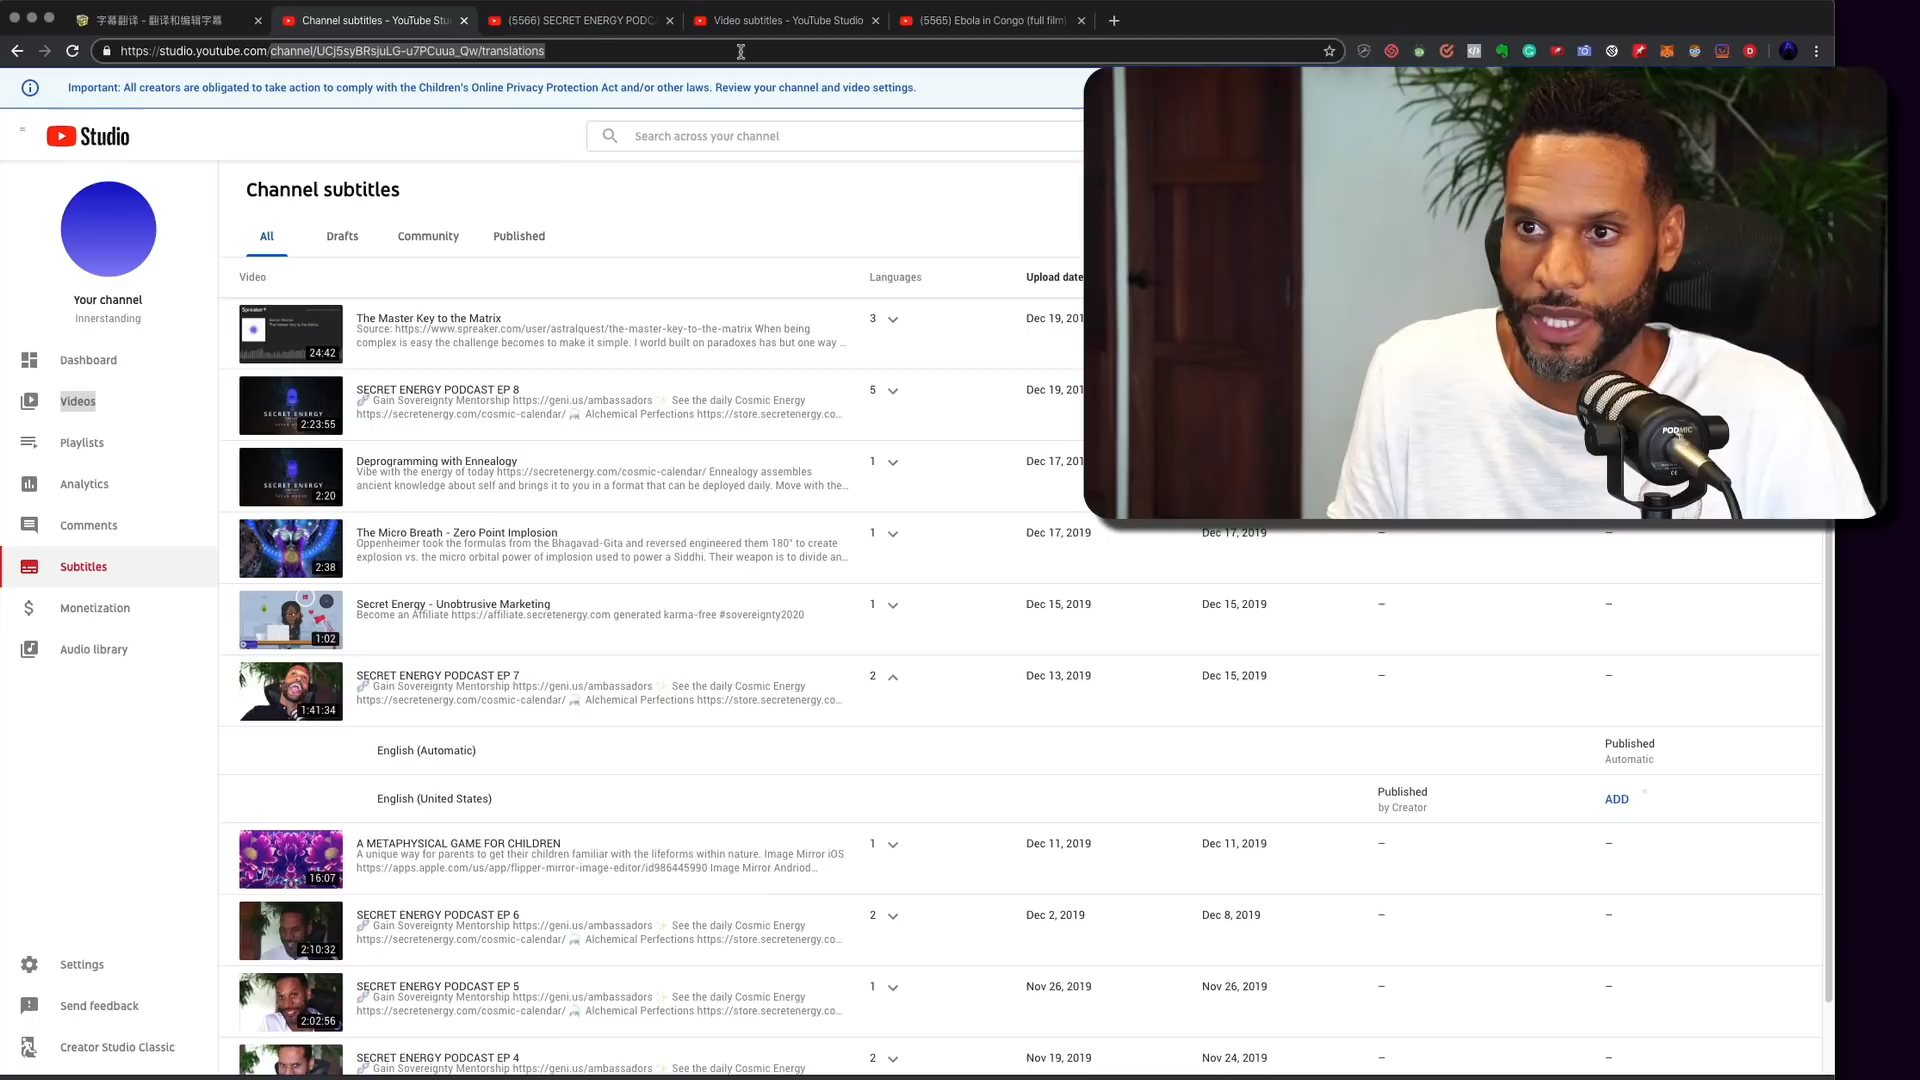 字幕翻译 - 翻译和编辑字幕
Channel subtitles - YouTube Stu
(5566) SECRET ENERGY PODCA
Video subtitles - YouTube Studio
(5565) Ebola in Congo (full film)
https://studio.youtube.com/channel/UCj5syBRsjuLG-u7PCuua_Qw/translations
Important: All creators are obligated to take action to comply with the Children's Online Privacy Protection Act and/or other laws. Review your channel and video settings.
Studio
Search across your channel
Your channel
Innerstanding
Dashboard
Videos
Playlists
Analytics
Comments
Subtitles
Monetization
Audio library
Settings
Send feedback
Creator Studio Classic
Channel subtitles
All Drafts Community Published
Video Languages Upload date
The Master Key to the Matrix 3 Dec 19, 201
Source: https://www.spreaker.com/user/astralquest/the-master-key-to-the-matrix When being
complex is easy the challenge becomes to make it simple. I world built on paradoxes has but one way ...
24:42
SECRET ENERGY PODCAST EP 8 5 Dec 19, 201
🔗 Gain Sovereignty Mentorship https://geni.us/ambassadors ✨ See the daily Cosmic Energy
https://secretenergy.com/cosmic-calendar/ Alchemical Perfections https://store.secretenergy.co...
SECRET ENERGY
2:23:55
Deprogramming with Ennealogy 1 Dec 17, 201
Vibe with the energy of today https://secretenergy.com/cosmic-calendar/ Ennealogy assembles
ancient knowledge about self and brings it to you in a format that can be deployed daily. Move with the...
SECRET ENERGY
2:20
The Micro Breath - Zero Point Implosion 1 Dec 17, 2019 Dec 17, 2019 – –
Oppenheimer took the formulas from the Bhagavad-Gita and reversed engineered them 180° to create
explosion vs. the micro orbital power of implosion used to power a Siddhi. Their weapon is to divide an...
2:38
Secret Energy - Unobtrusive Marketing 1 Dec 15, 2019 Dec 15, 2019 – –
Become an Affiliate https://affiliate.secretenergy.com generated karma-free #sovereignty2020
1:02
SECRET ENERGY PODCAST EP 7 2 Dec 13, 2019 Dec 15, 2019 – –
🔗 Gain Sovereignty Mentorship https://geni.us/ambassadors ✨ See the daily Cosmic Energy
https://secretenergy.com/cosmic-calendar/ Alchemical Perfections https://store.secretenergy.co...
1:41:34
English (Automatic) Published
Automatic
English (United States) Published ADD
by Creator
A METAPHYSICAL GAME FOR CHILDREN 1 Dec 11, 2019 Dec 11, 2019 – –
A unique way for parents to get their children familiar with the lifeforms within nature. Image Mirror iOS
https://apps.apple.com/us/app/flipper-mirror-image-editor/id986445990 Image Mirror Andriod...
16:07
SECRET ENERGY PODCAST EP 6 2 Dec 2, 2019 Dec 8, 2019 – –
🔗 Gain Sovereignty Mentorship https://geni.us/ambassadors ✨ See the daily Cosmic Energy
https://secretenergy.com/cosmic-calendar/ Alchemical Perfections https://store.secretenergy.co...
2:10:32
SECRET ENERGY PODCAST EP 5 1 Nov 26, 2019 Nov 26, 2019 – –
🔗 Gain Sovereignty Mentorship https://geni.us/ambassadors ✨ See the daily Cosmic Energy
https://secretenergy.com/cosmic-calendar/ Alchemical Perfections https://store.secretenergy.co...
2:02:56
SECRET ENERGY PODCAST EP 4 2 Nov 19, 2019 Nov 24, 2019 – –
🔗 Gain Sovereignty Mentorship https://geni.us/ambassadors ✨ See the daily Cosmic Energy
PODMIC